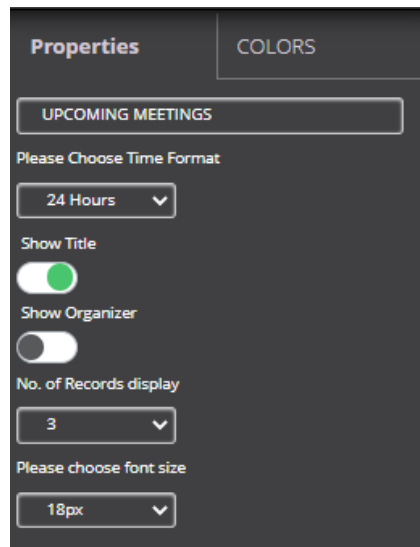 Properties COLORS
UPCOMING MEETINGS
Please Choose Time Format
24 Hours
Show Title
Show Organizer
No. of Records display
3
Please choose font size
18px